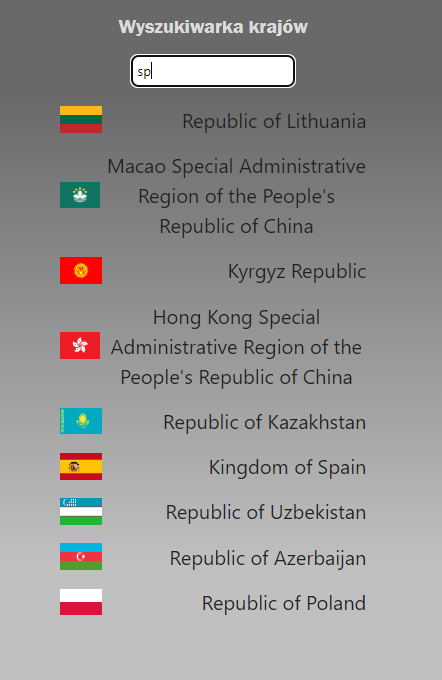 Wyszukiwarka krajów
sp
Republic of Lithuania
Macao Special Administrative
Region of the People's
Republic of China
Kyrgyz Republic
Hong Kong Special
Administrative Region of the
People's Republic of China
Republic of Kazakhstan
Kingdom of Spain
Republic of Uzbekistan
Republic of Azerbaijan
Republic of Poland